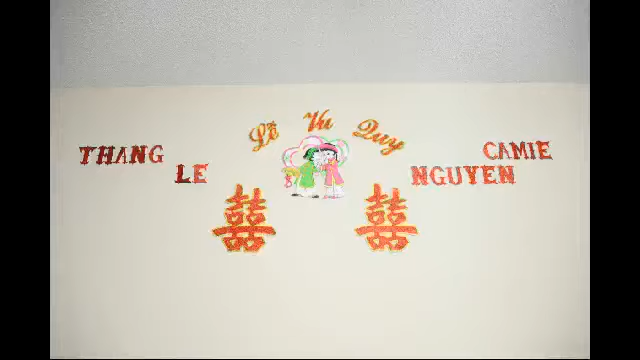 Lễ Vu Quy
THANG
LE
CAMIE
NGUYEN
囍 囍